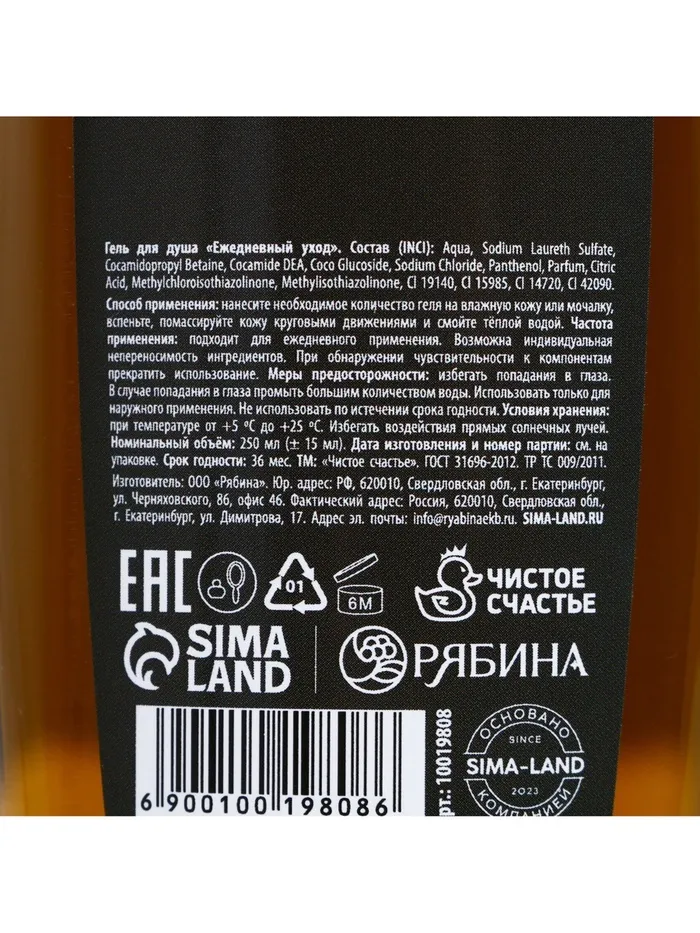 Гель для душа «Ежедневный уход». Состав (INCI): Aqua, Sodium Laureth Sulfate,
Cocamidopropyl Betaine, Cocamide DEA, Coco Glucoside, Sodium Chloride, Panthenol, Parfum, Citric
Acid, Methylchloroisothiazolinone, Methylisothiazolinone, CI 19140, CI 15985, CI 14720, CI 42090.
Способ применения: нанесите необходимое количество геля на влажную кожу или мочалку,
вспеньте, помассируйте кожу круговыми движениями и смойте тёплой водой. Частота
применения: подходит для ежедневного применения. Возможна индивидуальная
непереносимость ингредиентов. При обнаружении чувствительности к компонентам
прекратить использование. Меры предосторожности: избегать попадания в глаза.
В случае попадания в глаза промыть большим количеством воды. Использовать только для
наружного применения. Не использовать по истечении срока годности. Условия хранения:
при температуре от +5 ºC до +25 ºC. Избегать воздействия прямых солнечных лучей.
Номинальный объём: 250 мл (± 15 мл). Дата изготовления и номер партии: см. на
упаковке. Срок годности: 36 мес. ТМ: «Чистое счастье». ГОСТ 31696-2012. ТР ТС 009/2011.
Изготовитель: ООО «Рябина». Юр. адрес: РФ, 620010, Свердловская обл., г. Екатеринбург,
ул. Черняховского, 86, офис 46. Фактический адрес: Россия, 620010, Свердловская обл.,
г. Екатеринбург, ул. Димитрова, 17. Адрес эл. почты: info@ryabinaekb.ru. SIMA-LAND.RU
EAC
01
6M
ЧИСТОЕ
СЧАСТЬЕ
SIMA
LAND
РЯБИНА
6 900100 198086
рт.: 10019808
ОСНОВАНО
SINCE
SIMA-LAND
2023
КОМПАНИЕЙ